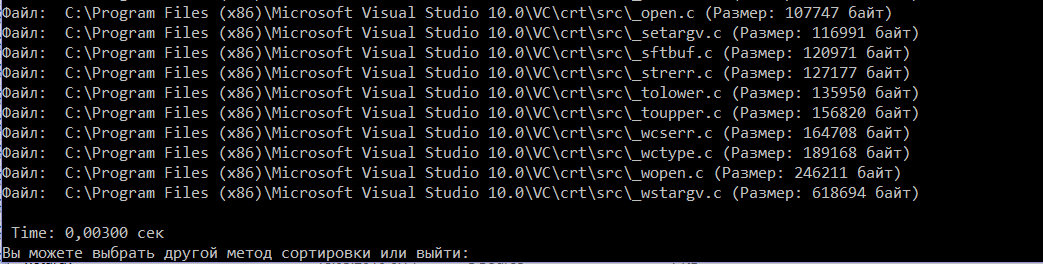 Файл:  C:\Program Files (x86)\Microsoft Visual Studio 10.0\VC\crt\src\_open.c (Размер: 107747 байт)
Файл:  C:\Program Files (x86)\Microsoft Visual Studio 10.0\VC\crt\src\_setargv.c (Размер: 116991 байт)
Файл:  C:\Program Files (x86)\Microsoft Visual Studio 10.0\VC\crt\src\_sftbuf.c (Размер: 120971 байт)
Файл:  C:\Program Files (x86)\Microsoft Visual Studio 10.0\VC\crt\src\_strerr.c (Размер: 127177 байт)
Файл:  C:\Program Files (x86)\Microsoft Visual Studio 10.0\VC\crt\src\_tolower.c (Размер: 135950 байт)
Файл:  C:\Program Files (x86)\Microsoft Visual Studio 10.0\VC\crt\src\_toupper.c (Размер: 156820 байт)
Файл:  C:\Program Files (x86)\Microsoft Visual Studio 10.0\VC\crt\src\_wcserr.c (Размер: 164708 байт)
Файл:  C:\Program Files (x86)\Microsoft Visual Studio 10.0\VC\crt\src\_wctype.c (Размер: 189168 байт)
Файл:  C:\Program Files (x86)\Microsoft Visual Studio 10.0\VC\crt\src\_wopen.c (Размер: 246211 байт)
Файл:  C:\Program Files (x86)\Microsoft Visual Studio 10.0\VC\crt\src\_wstargv.c (Размер: 618694 байт)
Time: 0,00300 сек
Вы можете выбрать другой метод сортировки или выйти: